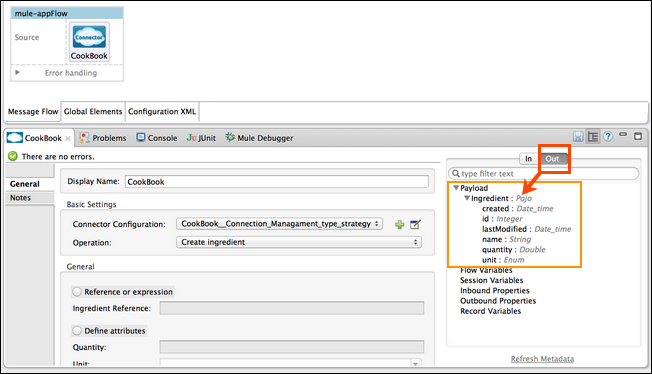 mule-appFlow
Source
Connector
CookBook
Error handling
Message Flow Global Elements Configuration XML
CookBook Problems Console JU JUnit Mule Debugger
There are no errors.
In Out
General
Notes
Display Name: CookBook
Basic Settings
Connector Configuration: CookBook__Connection_Managament_type_strategy
Operation: Create ingredient
General
Reference or expression
Ingredient Reference:
Define attributes
Quantity:
Unit:
type filter text
Payload
Ingredient : Pojo
created : Date_time
id : Integer
lastModified : Date_time
name : String
quantity : Double
unit : Enum
Flow Variables
Session Variables
Inbound Properties
Outbound Properties
Record Variables
Refresh Metadata